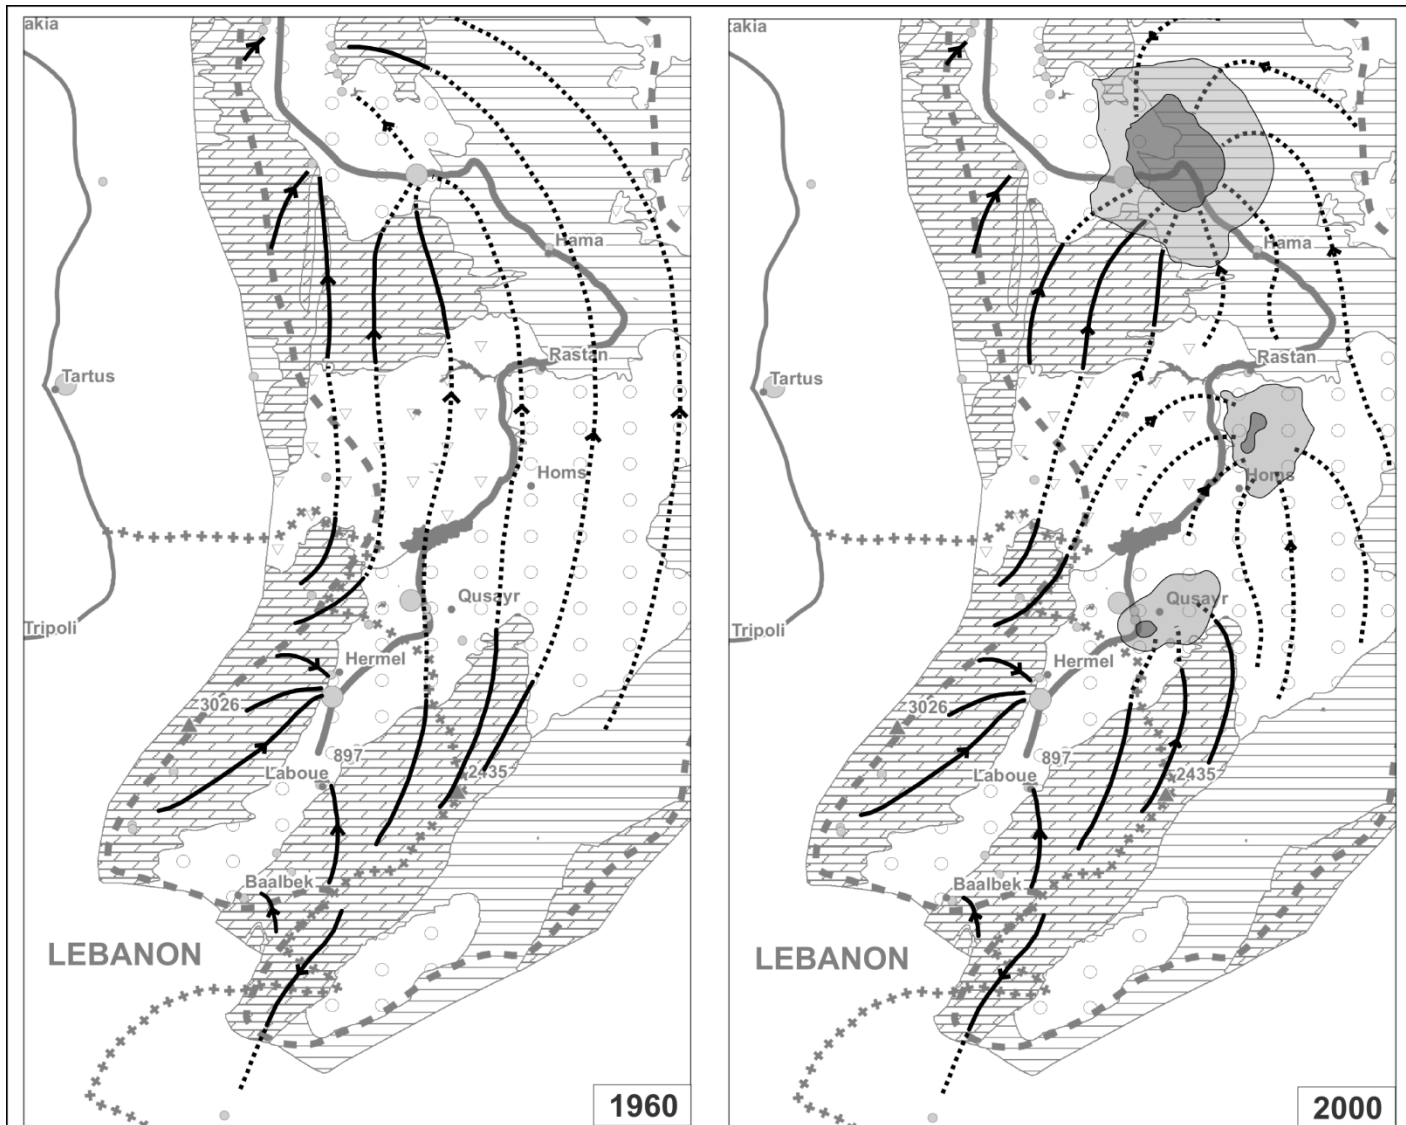 akia
Hama
Rastan
Tartus
Homs
Qusayr
Tripoli
Hermel
3026
897
Laboue
2435
Baalbek
LEBANON
1960
takia
Hama
Rastan
Tartus
Homs
Qusayr
Tripoli
Hermel
3026
897
Laboue
2435
Baalbek
LEBANON
2000